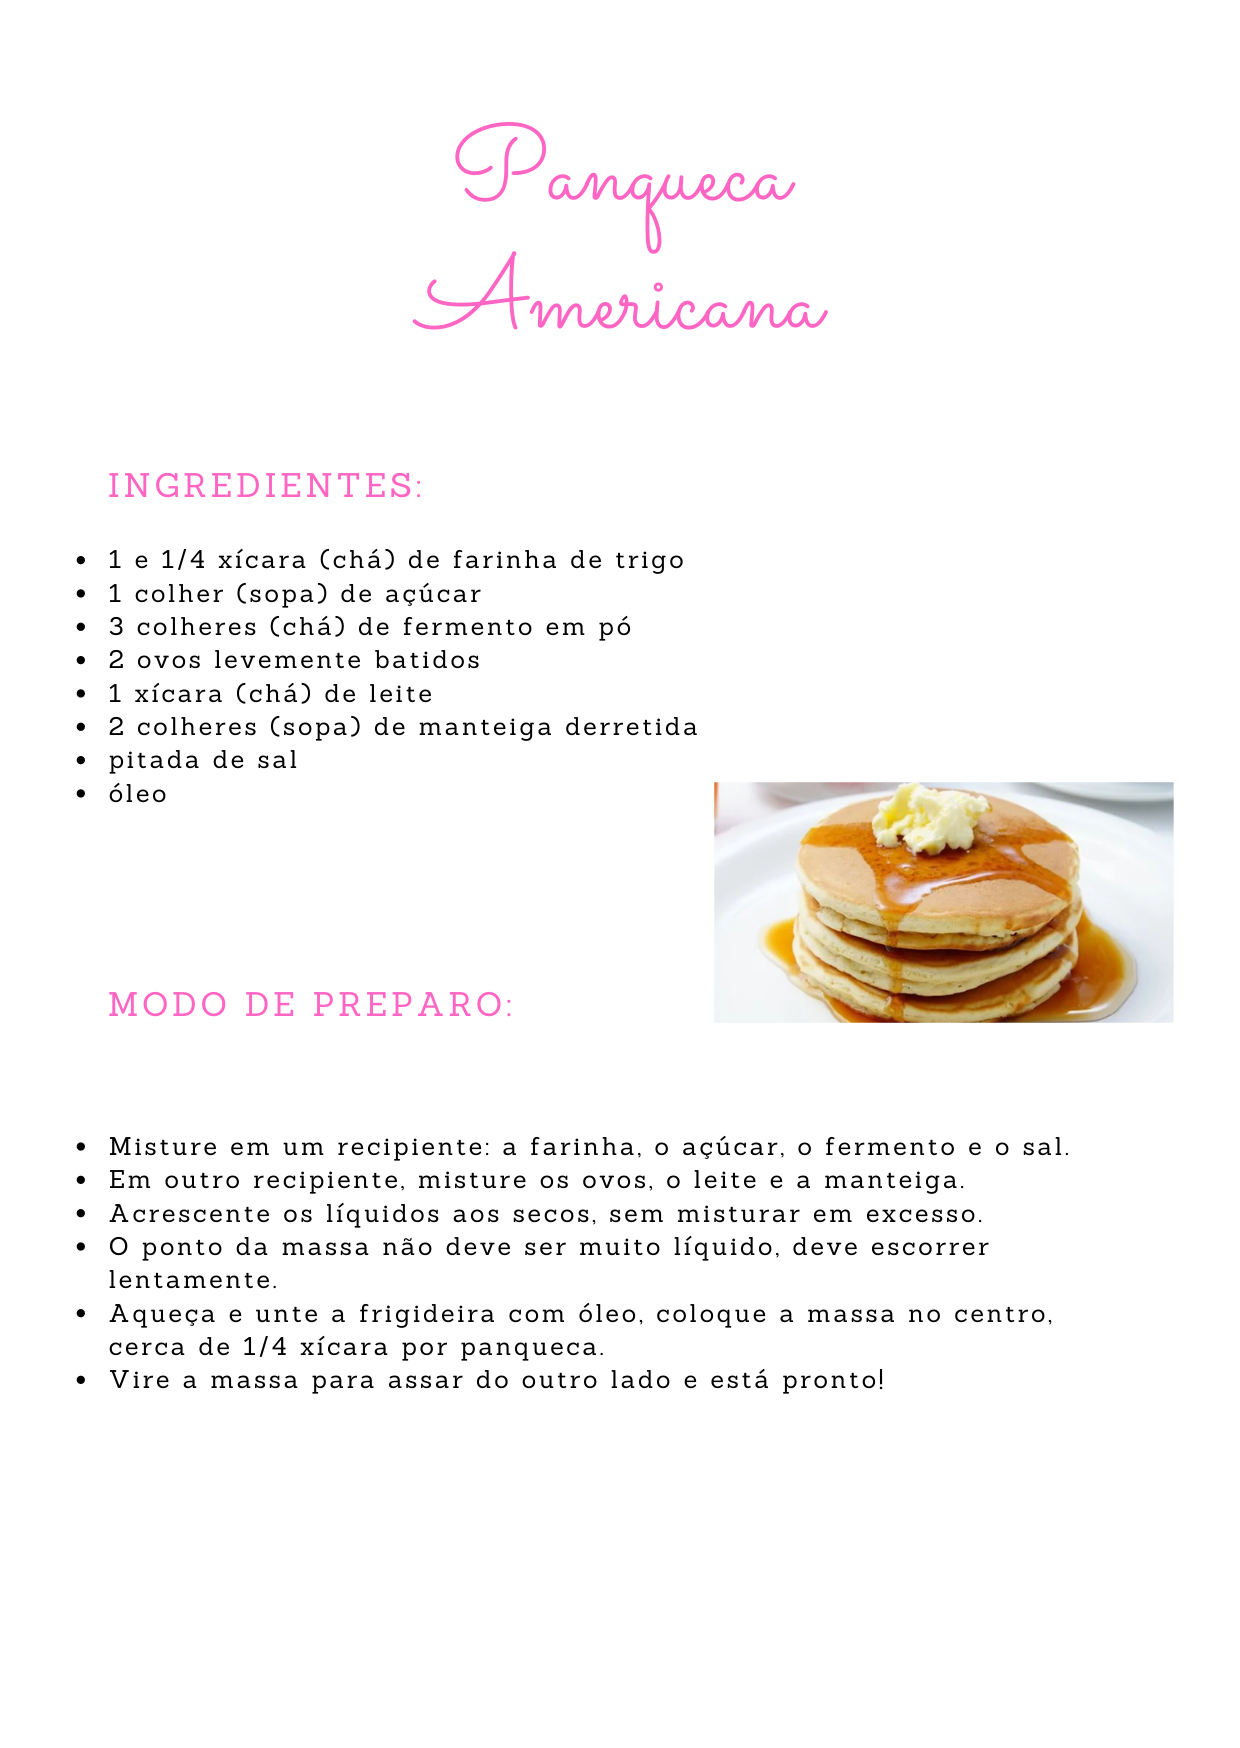 Panqueca
Americana
INGREDIENTES:
• 1 e 1/4 xícara (chá) de farinha de trigo
• 1 colher (sopa) de açúcar
• 3 colheres (chá) de fermento em pó
• 2 ovos levemente batidos
• 1 xícara (chá) de leite
• 2 colheres (sopa) de manteiga derretida
• pitada de sal
• óleo
MODO DE PREPARO:
• Misture em um recipiente: a farinha, o açúcar, o fermento e o sal.
• Em outro recipiente, misture os ovos, o leite e a manteiga.
• Acrescente os líquidos aos secos, sem misturar em excesso.
• O ponto da massa não deve ser muito líquido, deve escorrer
lentamente.
• Aqueça e unte a frigideira com óleo, coloque a massa no centro,
cerca de 1/4 xícara por panqueca.
• Vire a massa para assar do outro lado e está pronto!